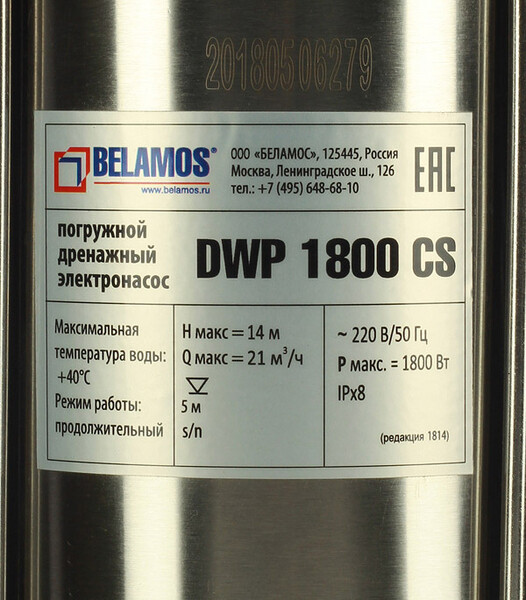 20180506279
BELAMOS®
www.belamos.ru
ООО «БЕЛАМОС», 125445, Россия
Москва, Ленинградское ш., 126
тел.: +7 (495) 648-68-10
EAC
погружной
дренажный
электронасос
DWP 1800 CS
Максимальная
температура воды:
+40°C
Режим работы:
продолжительный
H макс = 14 м
Q макс = 21 м³/ч
5 м
s/n
~ 220 В/50 Гц
P макс. = 1800 Вт
IPx8
(редакция 1814)